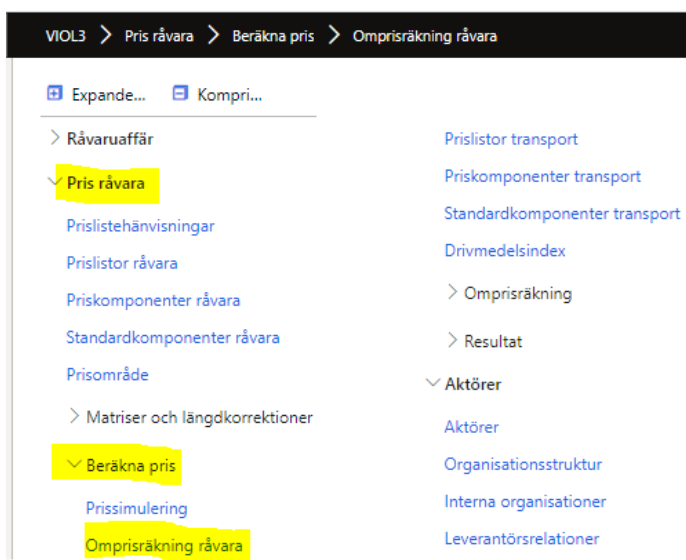 VIOL3 > Pris råvara > Beräkna pris > Omprisräkning råvara
Expande... Kompri...
Råvaruaffär
Pris råvara
Prislistehänvisningar
Prislistor råvara
Priskomponenter råvara
Standardkomponenter råvara
Prisområde
Matriser och längdkorrektioner
Beräkna pris
Prissimulering
Omprisräkning råvara
Prislistor transport
Priskomponenter transport
Standardkomponenter transport
Drivmedelsindex
Omprisräkning
Resultat
Aktörer
Aktörer
Organisationsstruktur
Interna organisationer
Leverantörsrelationer